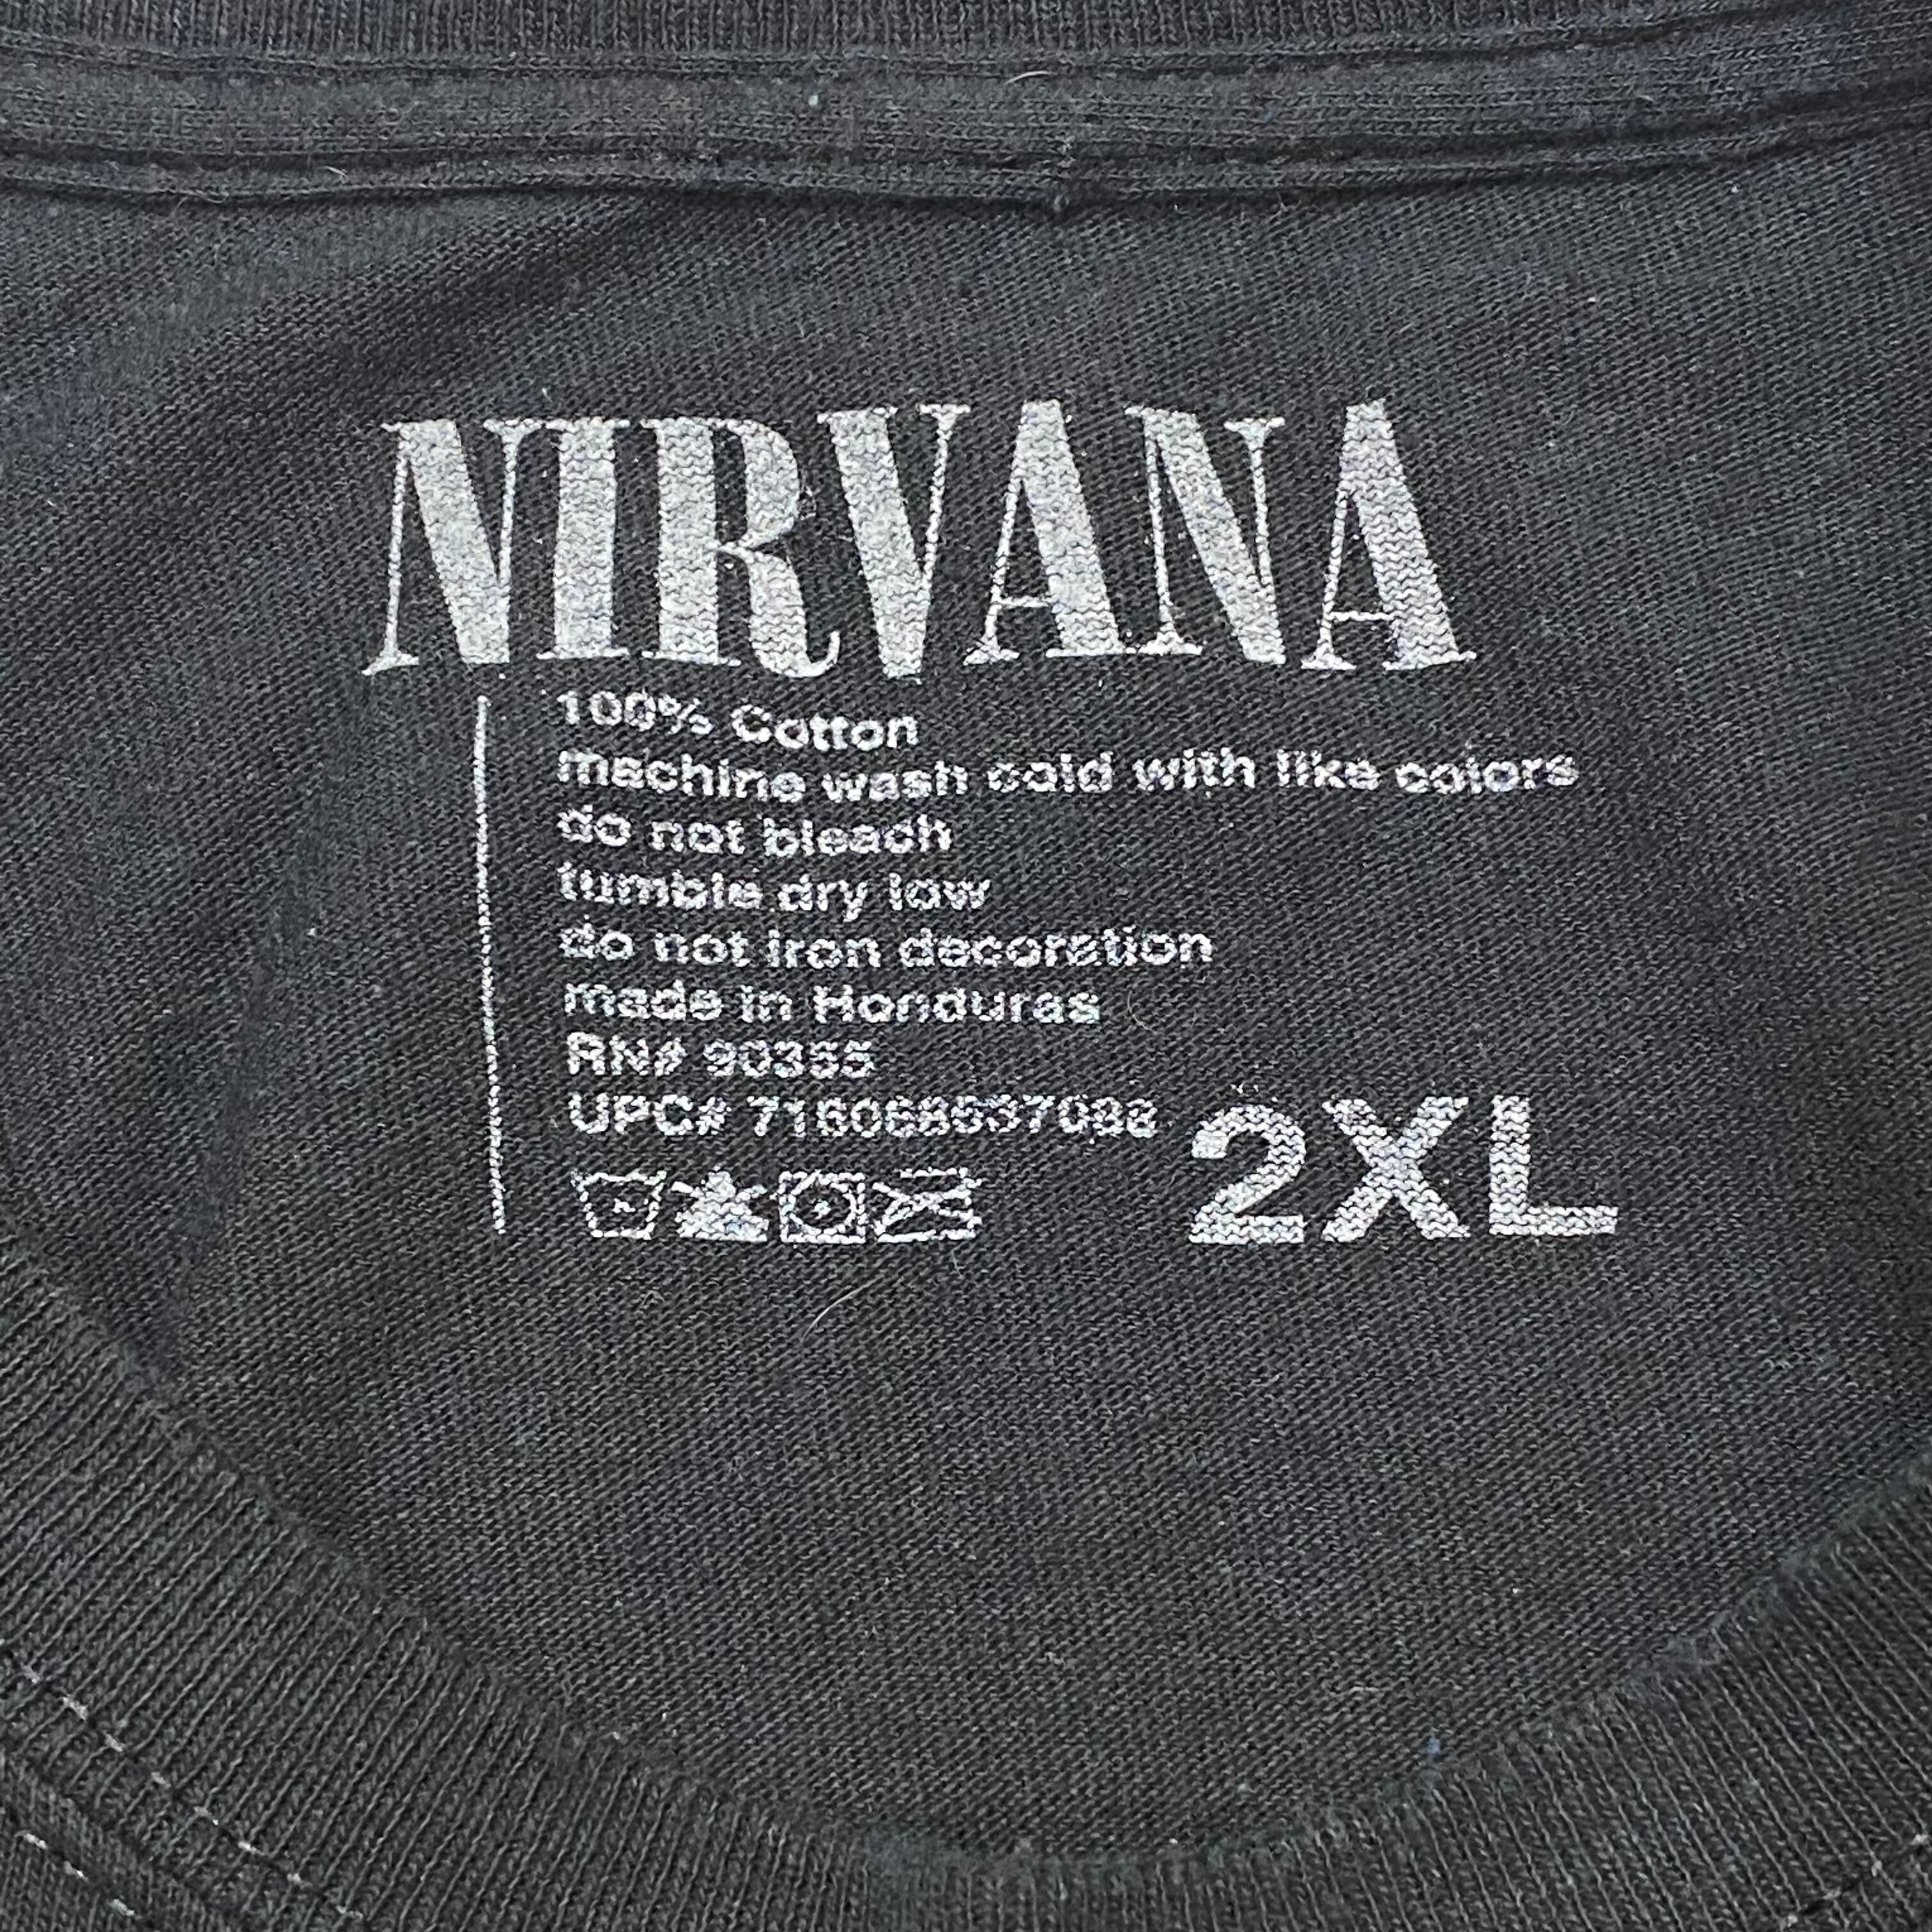 NIRVANA
100% Cotton
machine wash cold with like colors
do not bleach
tumble dry low
do not iron decoration
made in Honduras
RN# 90355
UPC#
2XL